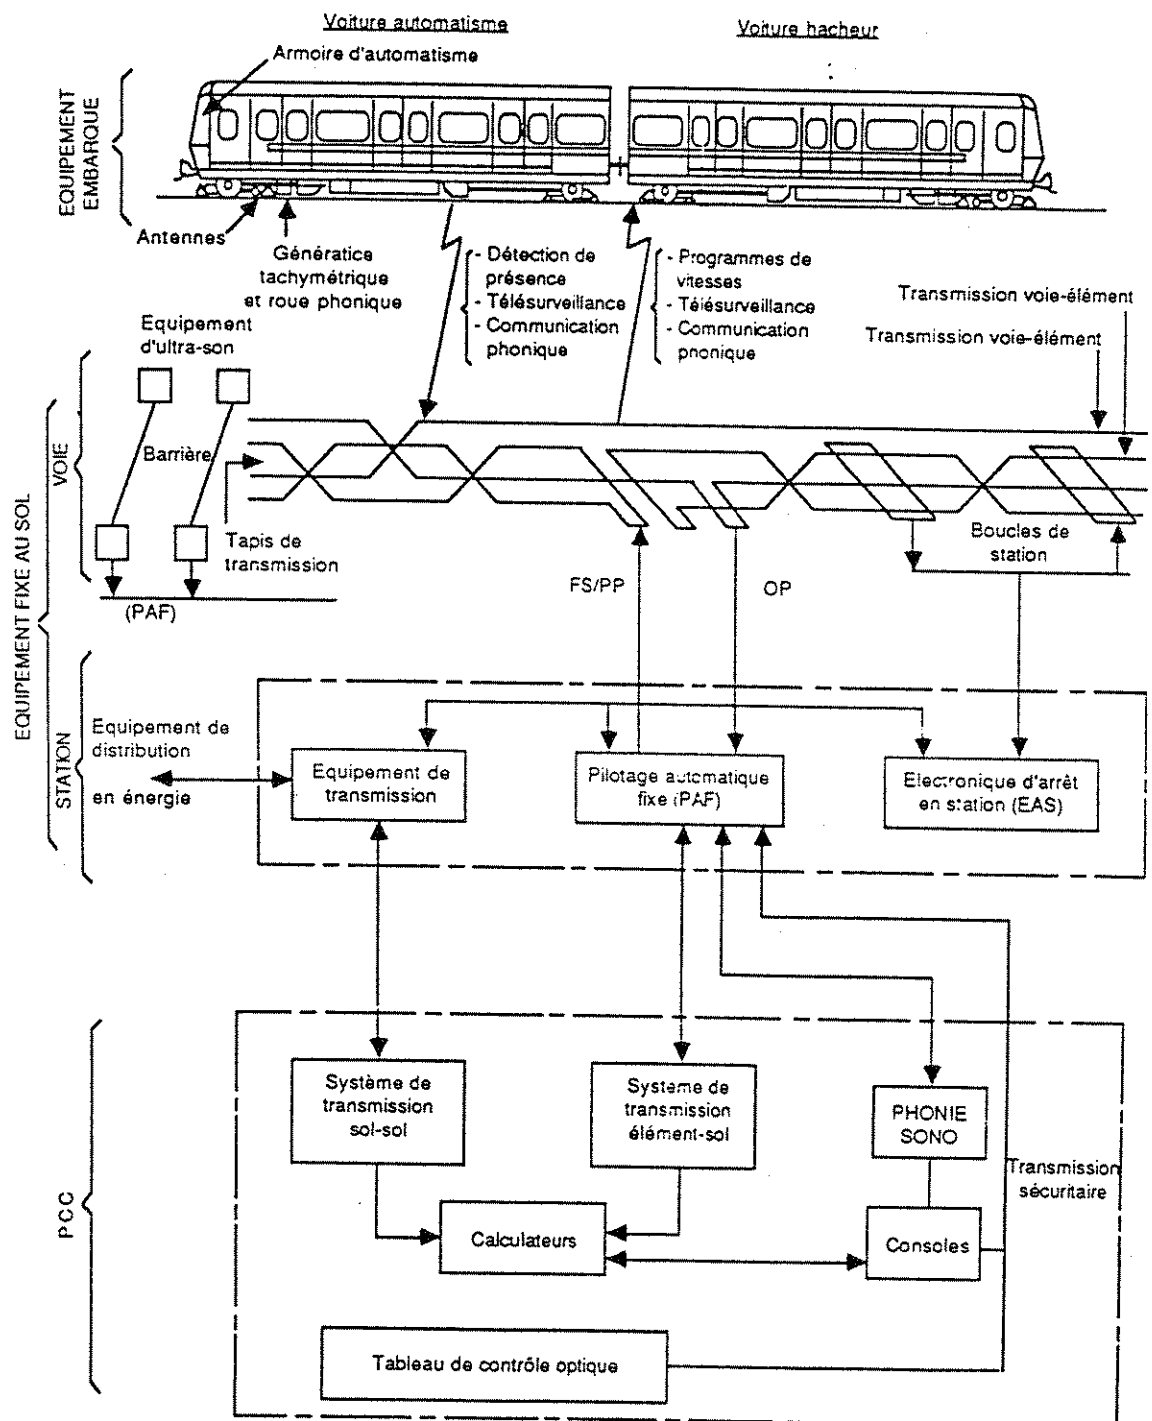 Voiture automatisme
Voiture hacheur
Armoire d'automatisme
EQUIPEMENT
EMBARQUE
Antennes
Génératice
tachymétrique
et roue phonique
- Détection de
présence
- Télésurveillance
- Communication
phonique
- Programmes de
vitesses
- Télésurveillance
- Communication
phonique
Transmission voie-élément
Transmission voie-élément
Equipement
d'ultra-son
EQUIPEMENT FIXE AU SOL
VOIE
Barrière
Tapis de
transmission
(PAF)
FS/PP
OP
Boucles de
station
STATION
Equipement de
distribution
en énergie
Equipement de
transmission
Pilotage automatique
fixe (PAF)
Electronique d'arrêt
en station (EAS)
PCC
Système de
transmission
sol-sol
Système de
transmission
élément-sol
PHONIE
SONO
Transmission
sécuritaire
Calculateurs
Consoles
Tableau de contrôle optique